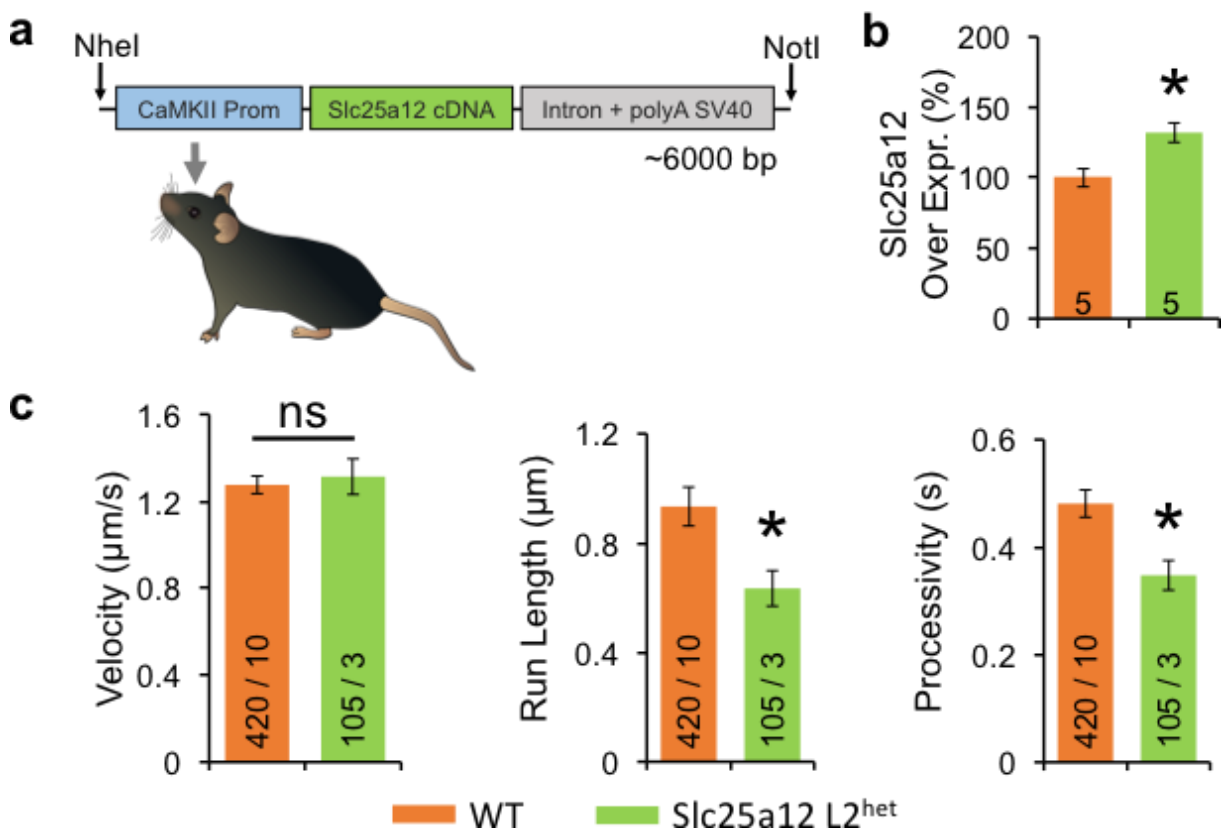 a
NheI
NotI
CaMKII Prom
Slc25a12 cDNA
Intron + polyA SV40
~6000 bp
b
Slc25a12
Over Expr. (%)
200
150
100
50
0
*
5
5
c
Velocity (µm/s)
1.6
1.2
0.8
0.4
0
ns
420 / 10
105 / 3
Run Length (µm)
1.2
0.8
0.4
0
*
420 / 10
105 / 3
Processivity (s)
0.6
0.4
0.2
0
*
420 / 10
105 / 3
WT
Slc25a12 L2het